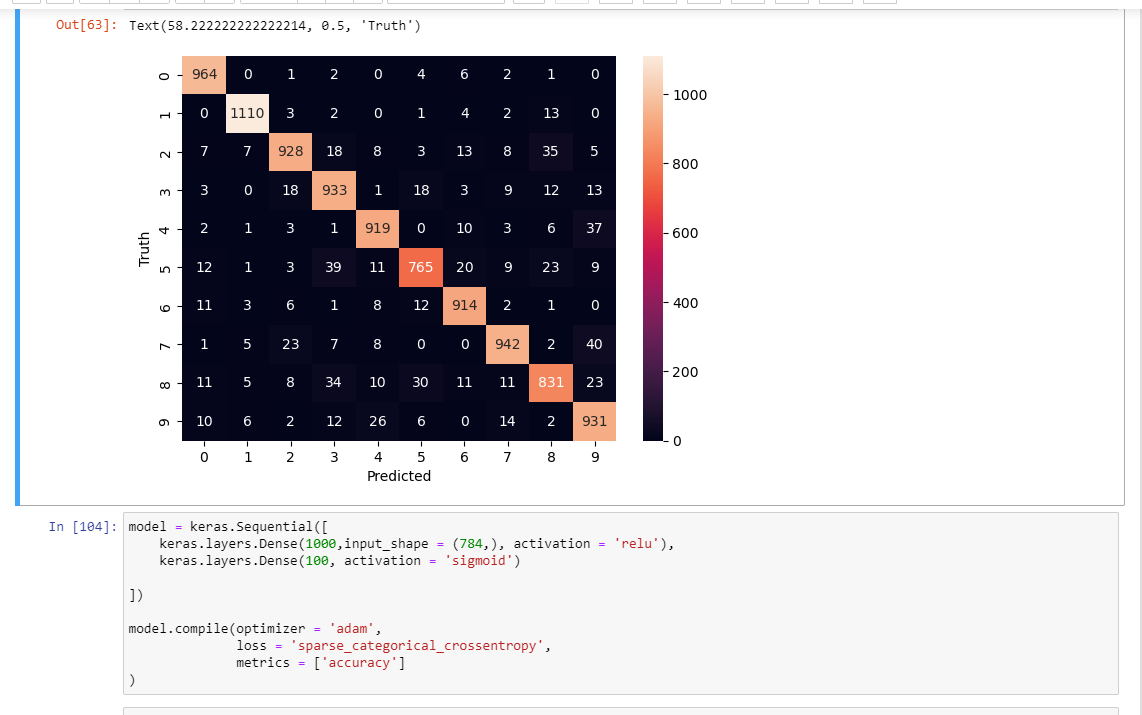 Out[63]: Text(58.222222222222214, 0.5, 'Truth')
0 964 0 1 2 0 4 6 2 1 0
1 0 1110 3 2 0 1 4 2 13 0
2 7 7 928 18 8 3 13 8 35 5
3 3 0 18 933 1 18 3 9 12 13
4 2 1 3 1 919 0 10 3 6 37
5 12 1 3 39 11 765 20 9 23 9
6 11 3 6 1 8 12 914 2 1 0
7 1 5 23 7 8 0 0 942 2 40
8 11 5 8 34 10 30 11 11 831 23
9 10 6 2 12 26 6 0 14 2 931
0 1 2 3 4 5 6 7 8 9
Predicted
Truth
1000
800
600
400
200
0
In [104]: model = keras.Sequential([
keras.layers.Dense(1000,input_shape = (784,), activation = 'relu'),
keras.layers.Dense(100, activation = 'sigmoid')
])
model.compile(optimizer = 'adam',
loss = 'sparse_categorical_crossentropy',
metrics = ['accuracy']
)